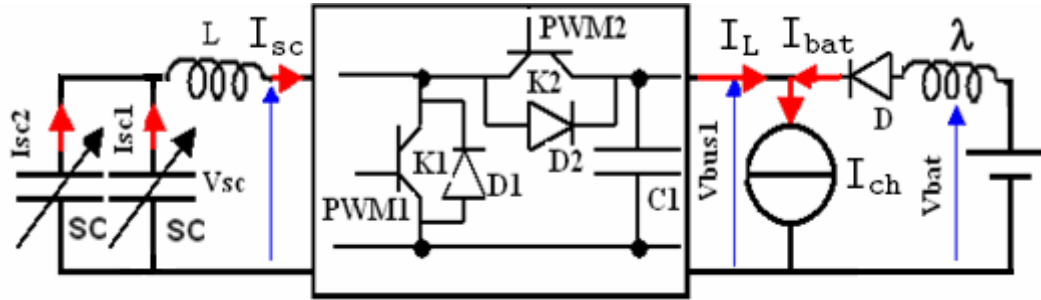 L
Isc
PWM2
IL
Ibat
λ
K2
D
Isc2
Isc1
Vsc
K1
D1
D2
C1
Vbus1
Ich
Vbat
PWM1
SC
SC